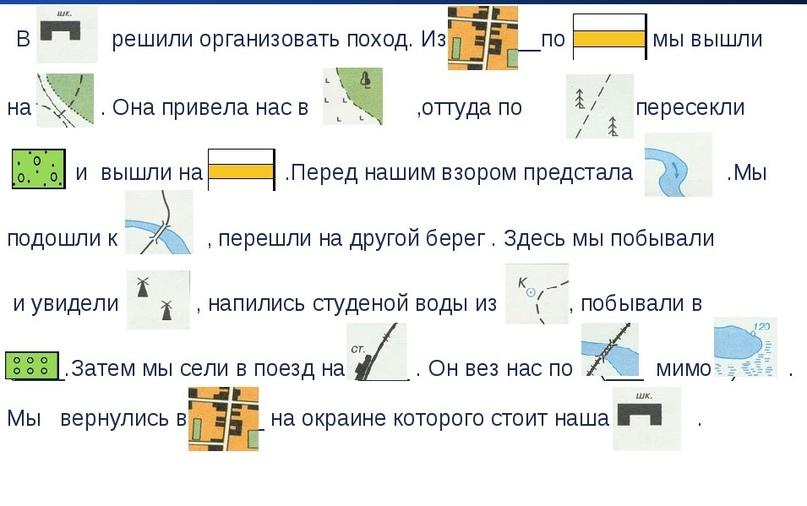 шк.
В решили организовать поход. Из по мы вышли
на . Она привела нас в ,оттуда по пересекли
и вышли на .Перед нашим взором предстала .Мы
подошли к , перешли на другой берег . Здесь мы побывали
К
и увидели , напились студеной воды из , побывали в
120
ст.
.Затем мы сели в поезд на . Он вез нас по мимо .
шк.
Мы вернулись в на окраине которого стоит наша .